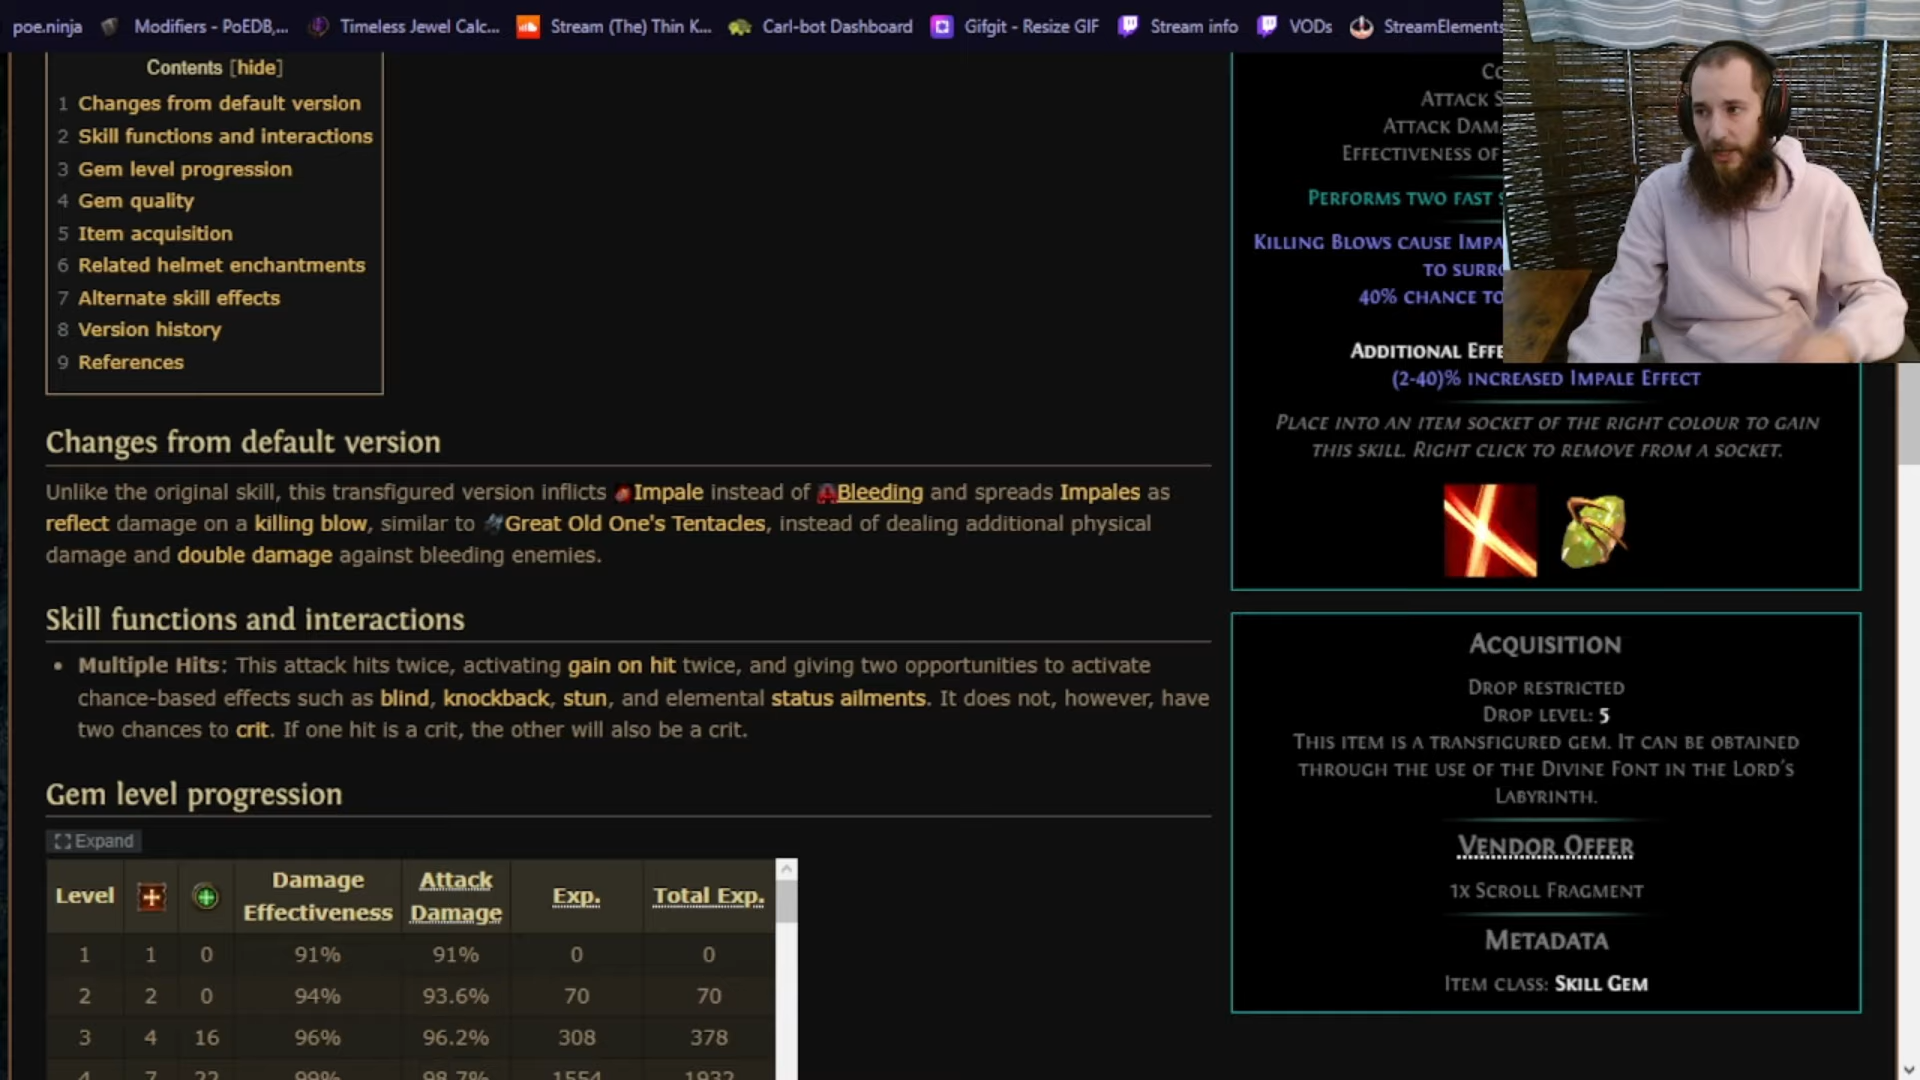 poe.ninja Modifiers - PoEDB,... Timeless Jewel Calc... Stream (The) Thin K... Carl-bot Dashboard Gifgit - Resize GIF Stream info VODs StreamElements
Contents [hide]
1 Changes from default version
2 Skill functions and interactions
3 Gem level progression
4 Gem quality
5 Item acquisition
6 Related helmet enchantments
7 Alternate skill effects
8 Version history
9 References
Changes from default version
Unlike the original skill, this transfigured version inflicts Impale instead of Bleeding and spreads Impales as
reflect damage on a killing blow, similar to Great Old One's Tentacles, instead of dealing additional physical
damage and double damage against bleeding enemies.
Skill functions and interactions
• Multiple Hits: This attack hits twice, activating gain on hit twice, and giving two opportunities to activate
chance-based effects such as blind, knockback, stun, and elemental status ailments. It does not, however, have
two chances to crit. If one hit is a crit, the other will also be a crit.
Gem level progression
Expand
Level Damage Effectiveness Attack Damage Exp. Total Exp.
1 1 0 91% 91% 0 0
2 2 0 94% 93.6% 70 70
3 4 16 96% 96.2% 308 378
4 7 22 99% 98.7% 1554 1932
ATTACK
EFFECTIVENESS OF
PERFORMS TWO FAST
KILLING BLOWS CAUSE
TO
40% CHANCE TO
ADDITIONAL
(2-40)% INCREASED IMPALE EFFECT
PLACE INTO AN ITEM SOCKET OF THE RIGHT COLOUR TO GAIN
THIS SKILL. RIGHT CLICK TO REMOVE FROM A SOCKET.
ACQUISITION
DROP RESTRICTED
DROP LEVEL: 5
THIS ITEM IS A TRANSFIGURED GEM. IT CAN BE OBTAINED
THROUGH THE USE OF THE DIVINE FONT IN THE LORD'S
LABYRINTH.
VENDOR OFFER
1X SCROLL FRAGMENT
METADATA
ITEM CLASS: SKILL GEM